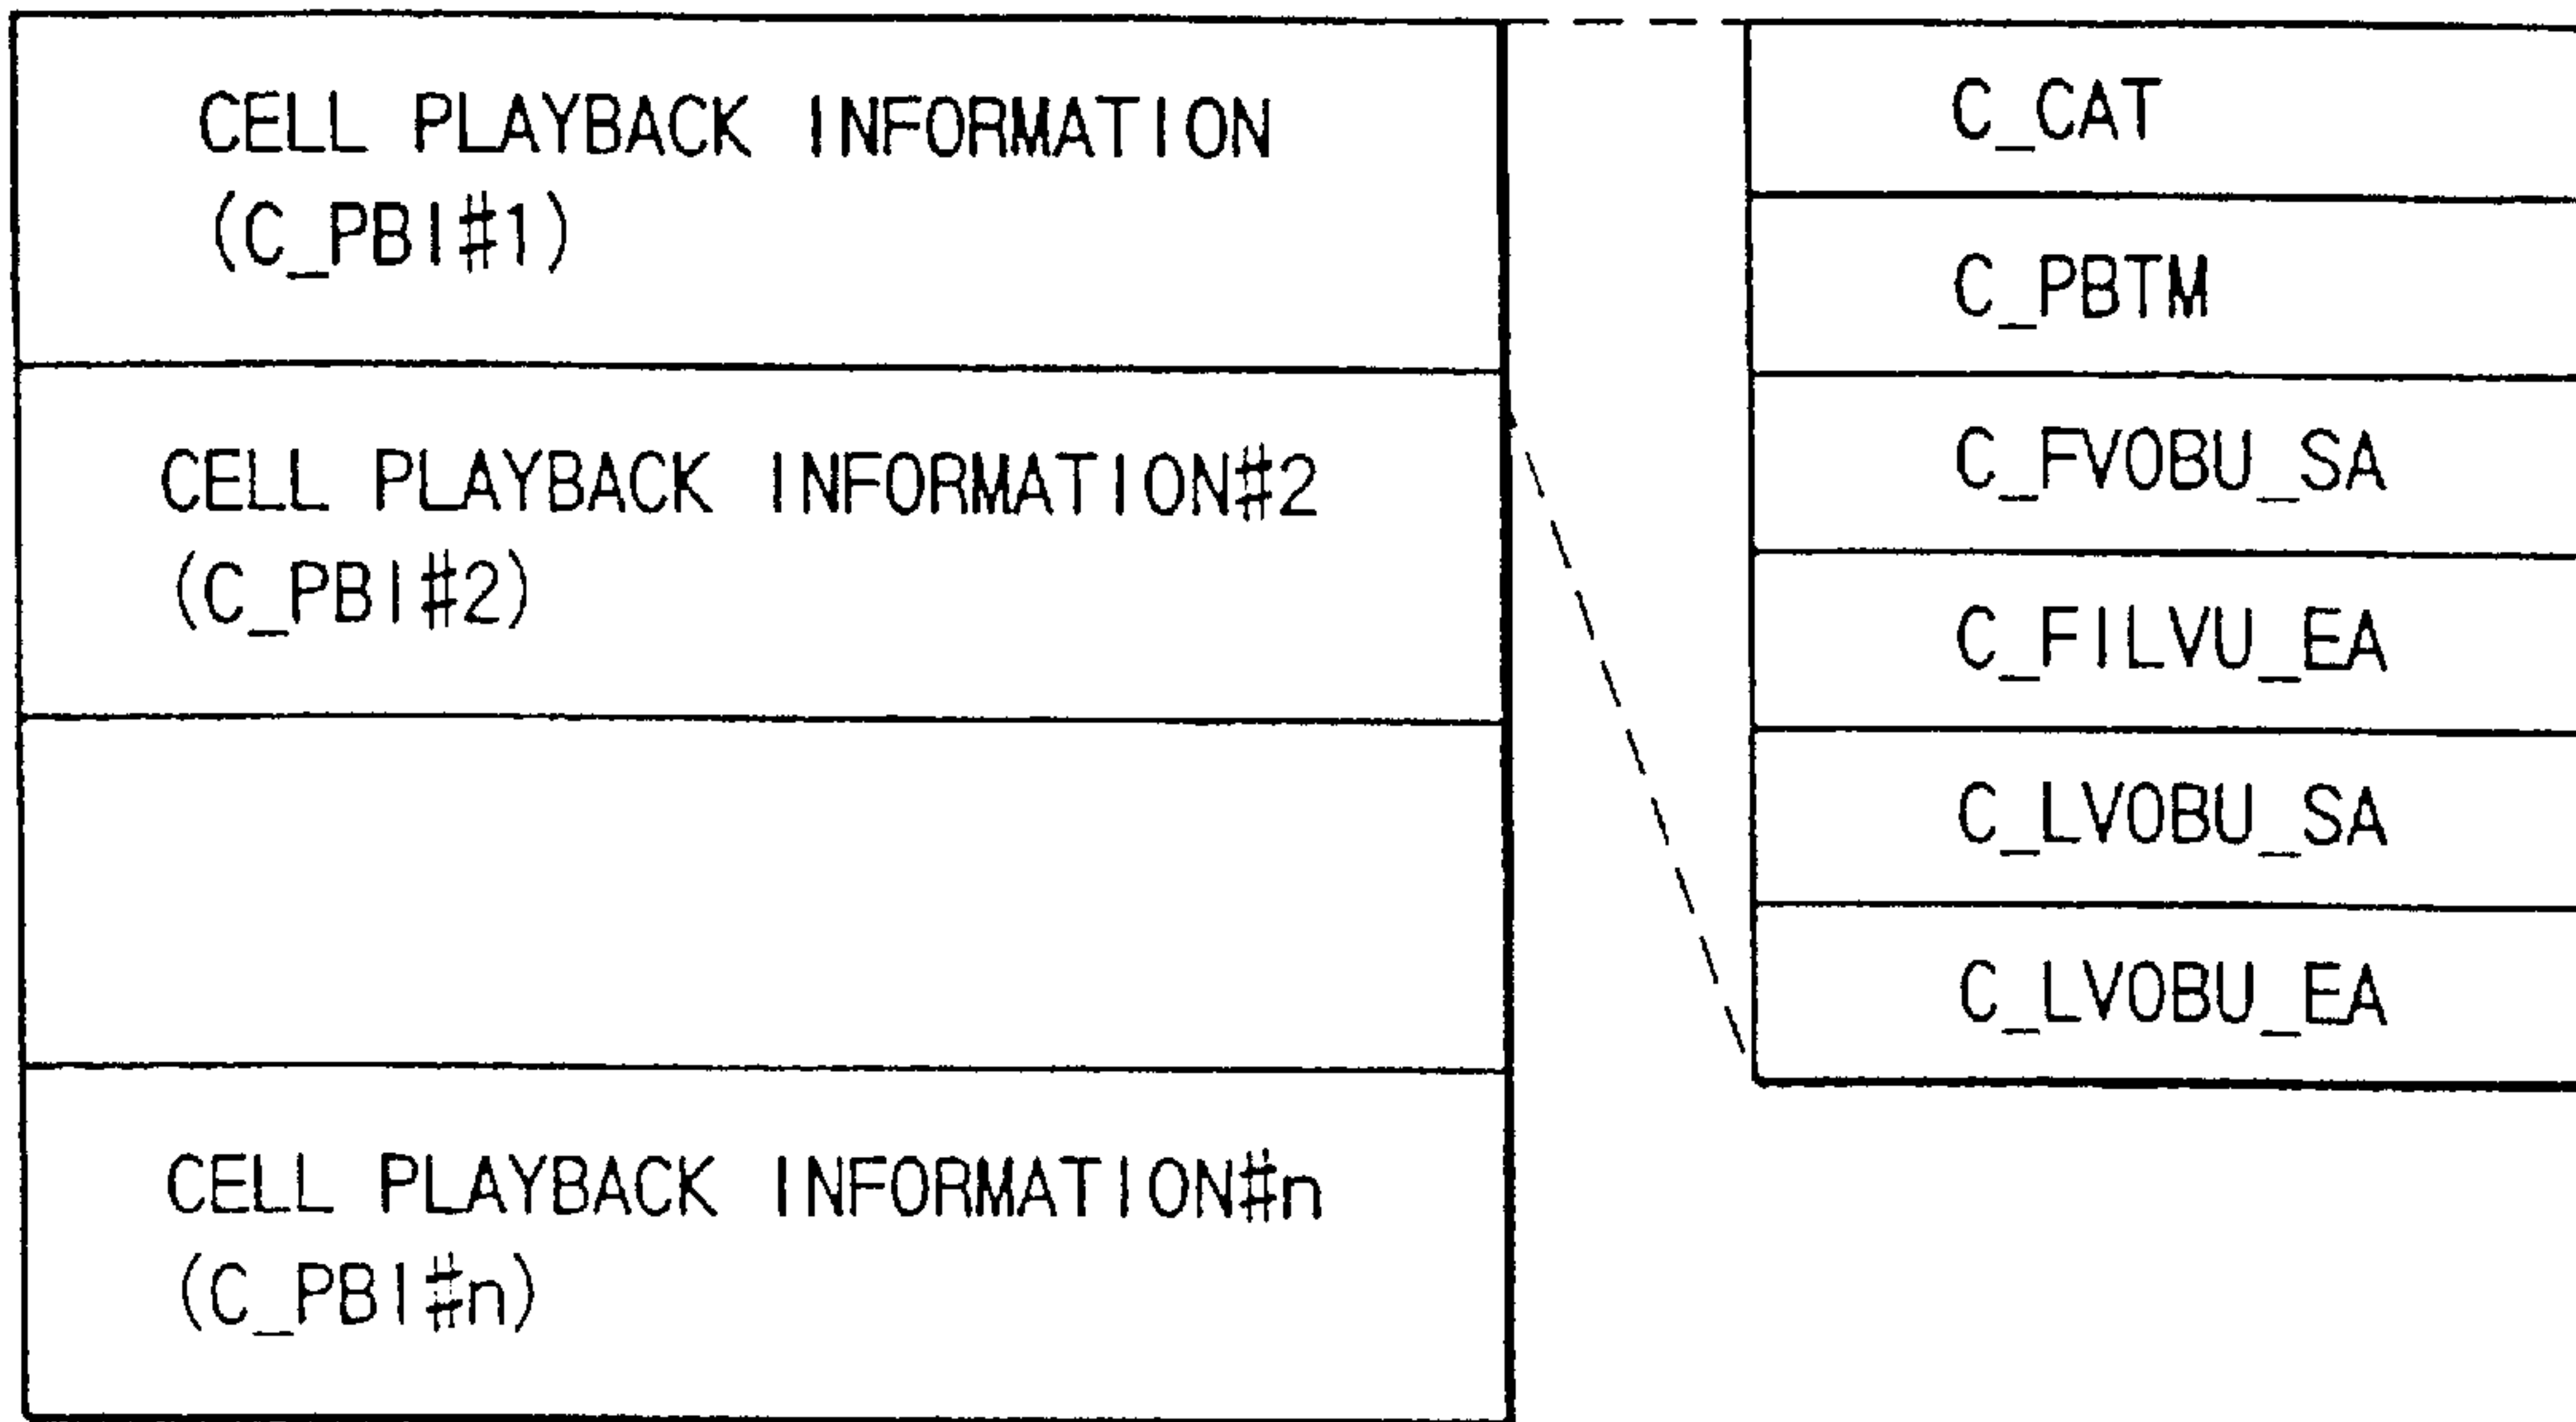 CELL PLAYBACK INFORMATION
(C_PBI#1)
CELL PLAYBACK INFORMATION#2
(C_PBI#2)
CELL PLAYBACK INFORMATION#n
(C_PBI#n)
C_CAT
C_PBTM
C_FVOBU_SA
C_FILVU_EA
C_LVOBU_SA
C_LVOBU_EA